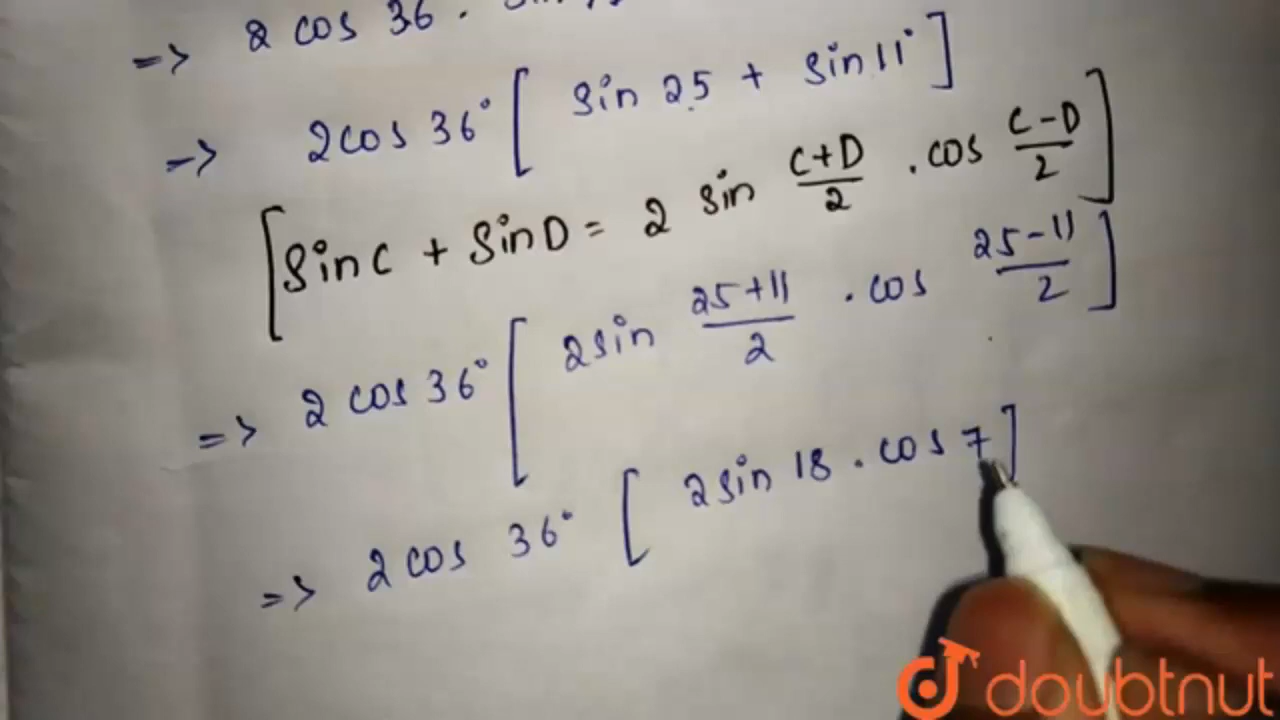 => 2 cos 36 ·
-> 2cos 36° [ sin 25 + sin 11° ]
[ sin C + sin D = 2 sin (C+D)/2 . cos (C-D)/2 ]
=> 2 cos 36° [ 2sin (25+11)/2 . cos (25-11)/2 ]
=> 2 cos 36° [ 2sin 18 . cos 7 ]
doubtnut